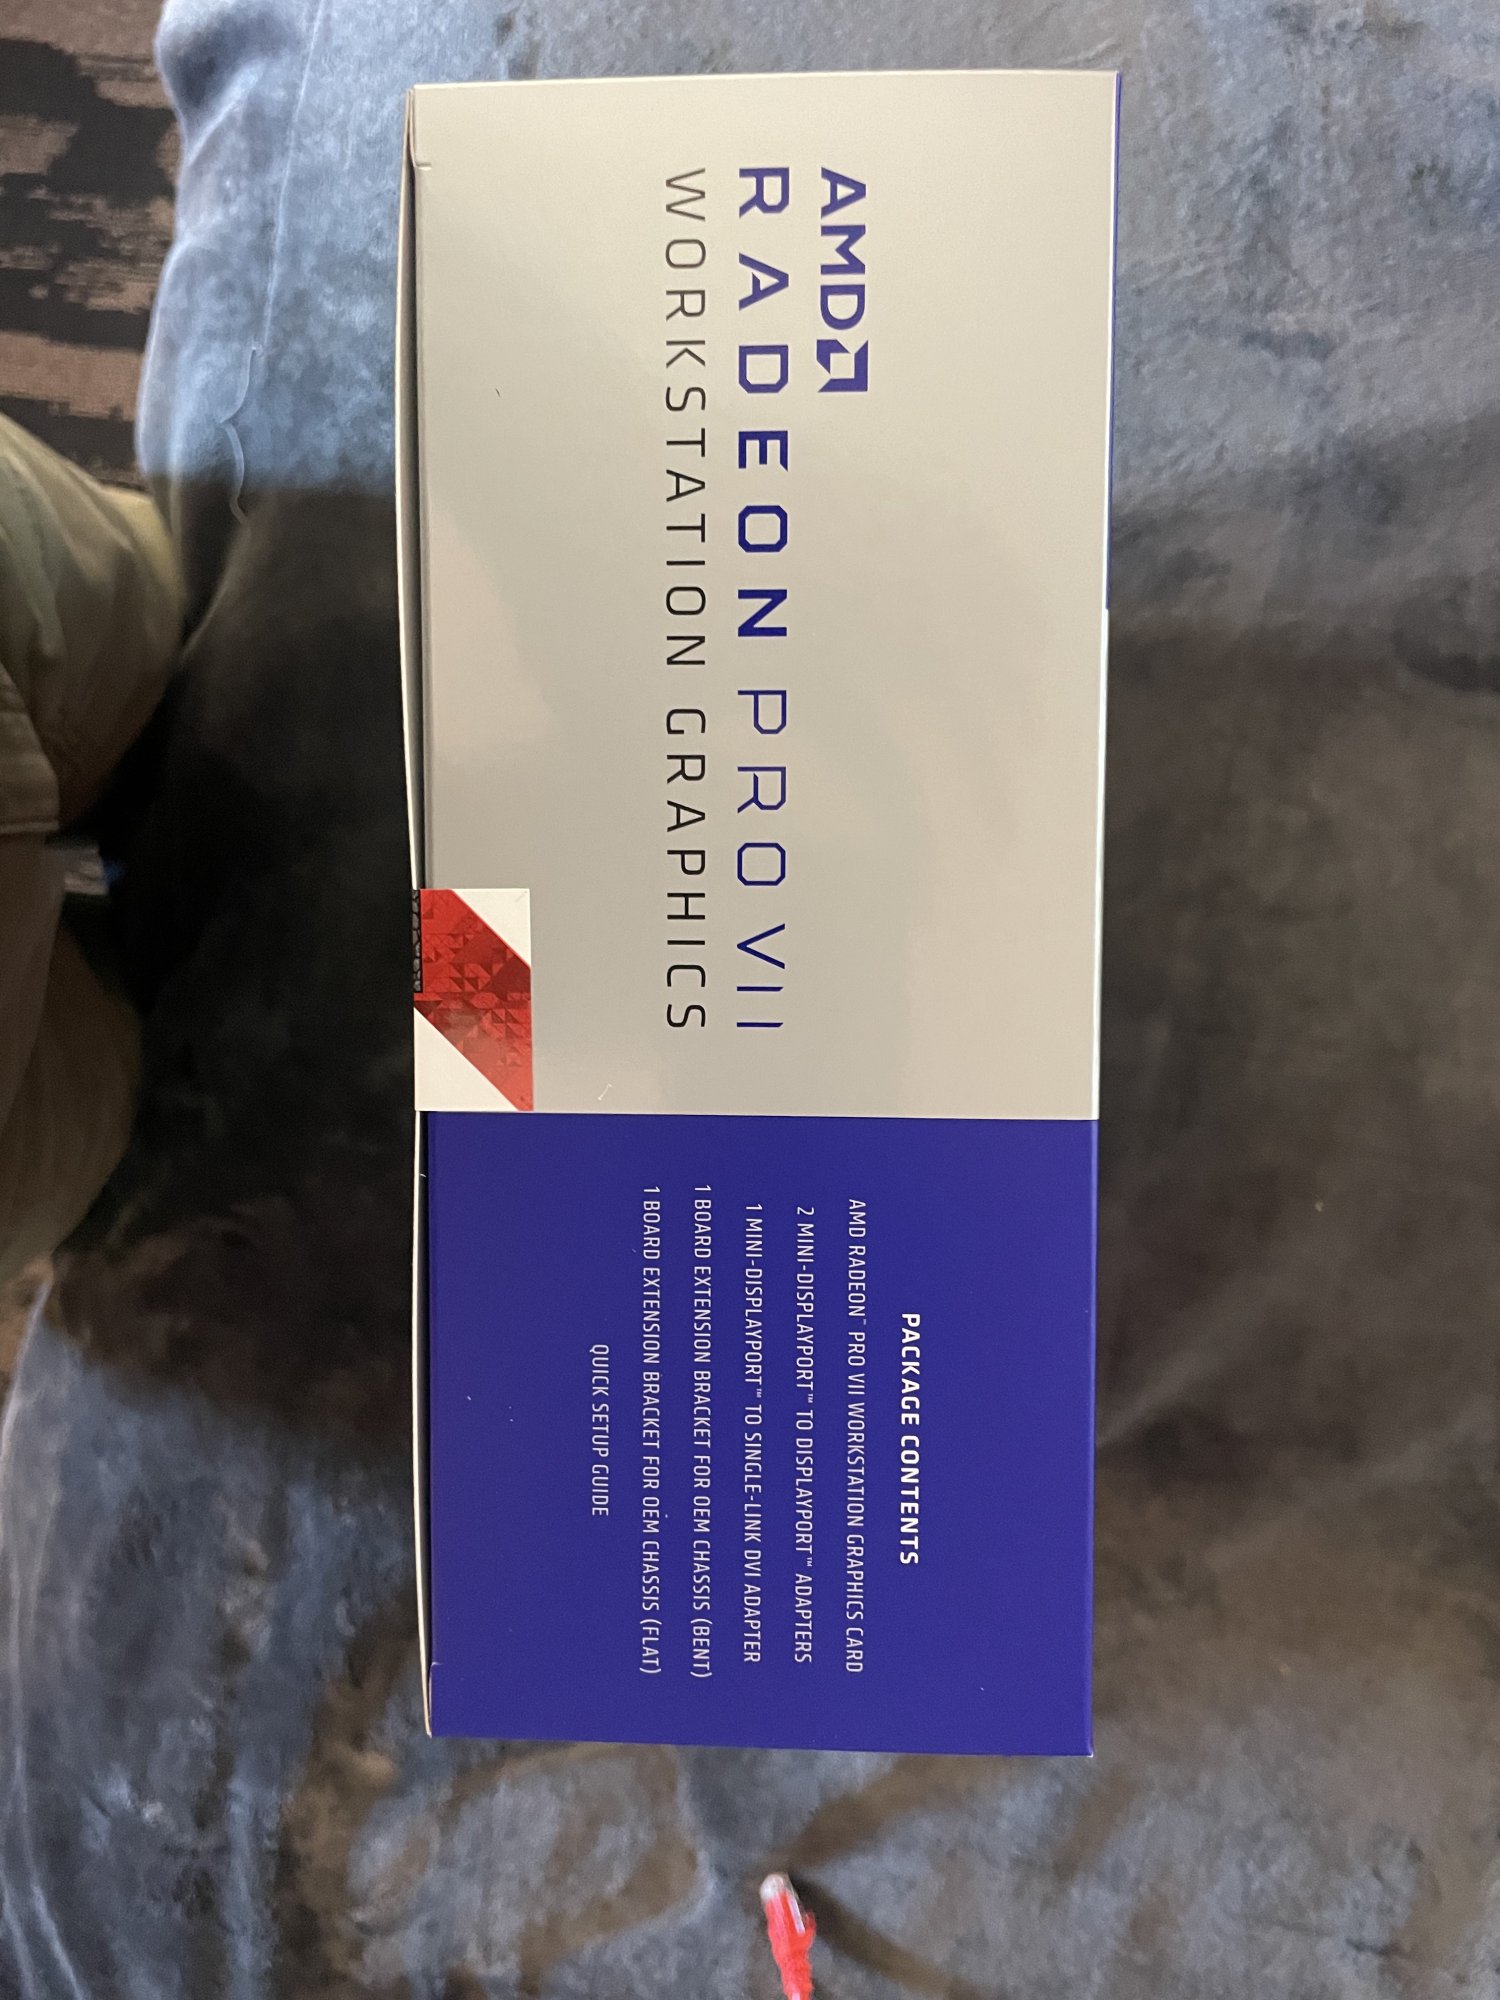 AMD
RADEON PRO VII
WORKSTATION GRAPHICS
PACKAGE CONTENTS
AMD RADEON™ PRO VII WORKSTATION GRAPHICS CARD
2 MINI-DISPLAYPORT™ TO DISPLAYPORT™ ADAPTERS
1 MINI-DISPLAYPORT™ TO SINGLE-LINK DVI ADAPTER
1 BOARD EXTENSION BRACKET FOR OEM CHASSIS (BENT)
1 BOARD EXTENSION BRACKET FOR OEM CHASSIS (FLAT)
QUICK SETUP GUIDE